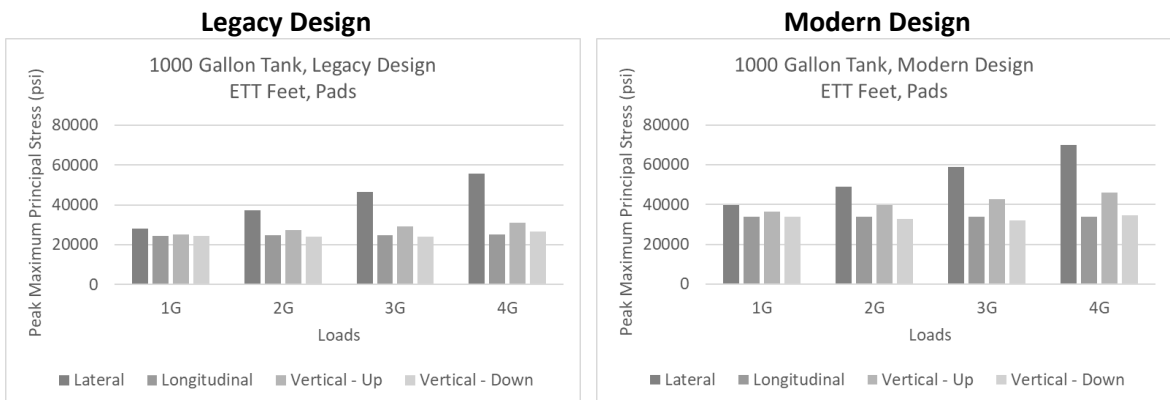 Legacy Design
1000 Gallon Tank, Legacy Design
ETT Feet, Pads
Peak Maximum Principal Stress (psi)
80000
60000
40000
20000
0
1G 2G 3G 4G
Loads
Lateral Longitudinal Vertical - Up Vertical - Down
Modern Design
1000 Gallon Tank, Modern Design
ETT Feet, Pads
Peak Maximum Principal Stress (psi)
80000
60000
40000
20000
0
1G 2G 3G 4G
Loads
Lateral Longitudinal Vertical - Up Vertical - Down